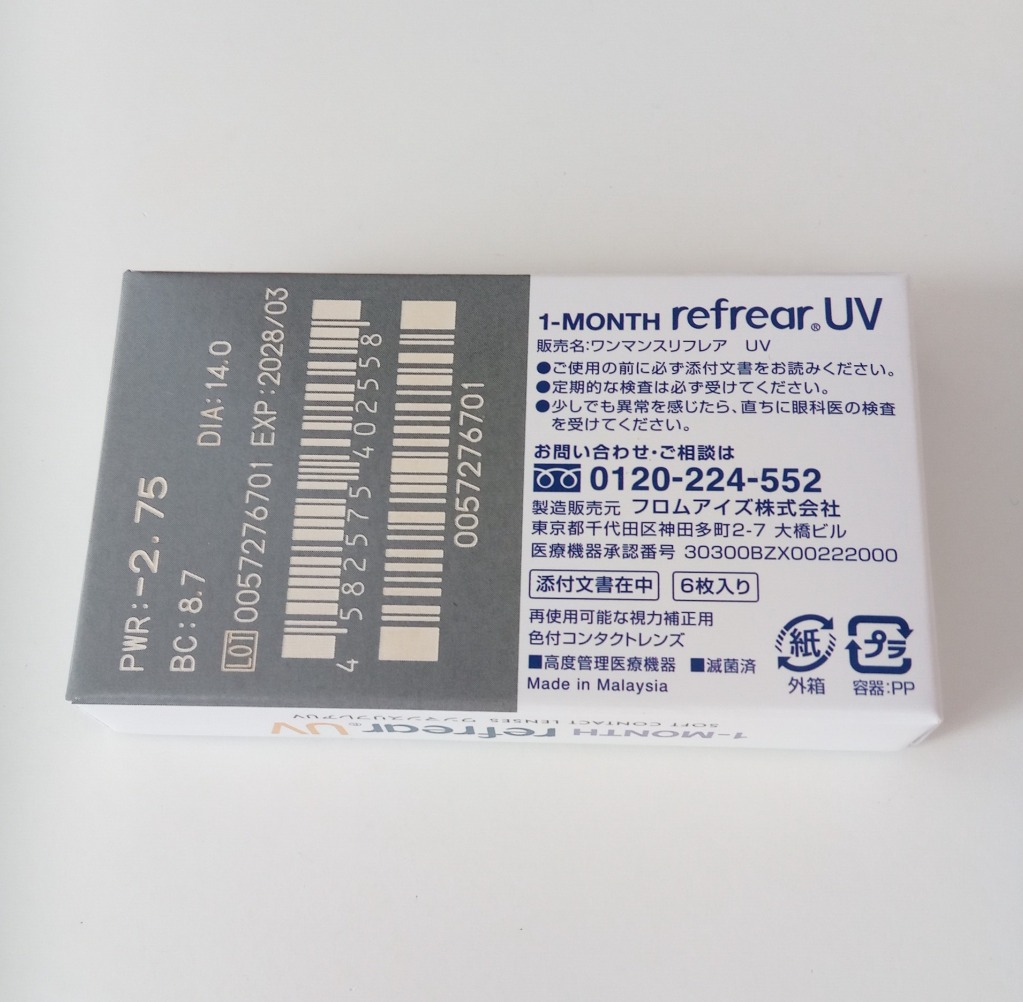 PWR:-2.75
BC:8.7 DIA:14.0
LOT 0057276701 EXP:2028/03
4 582575 402558
0057276701
1-MONTH refrear® UV
販売名:ワンマンスリフレア UV
●ご使用の前に必ず添付文書をお読みください。
●定期的な検査は必ず受けてください。
●少しでも異常を感じたら、直ちに眼科医の検査
を受けてください。
お問い合わせ・ご相談は
0120-224-552
製造販売元 フロムアイズ株式会社
東京都千代田区神田多町2-7 大橋ビル
医療機器承認番号 30300BZX00222000
添付文書在中 6枚入り
再使用可能な視力補正用
色付コンタクトレンズ
■高度管理医療機器 ■滅菌済
Made in Malaysia
紙 プラ
外箱 容器:PP
1-MONTH refrear® UV
SOFT CONTACT LENSES ワンマンスリフレアUV